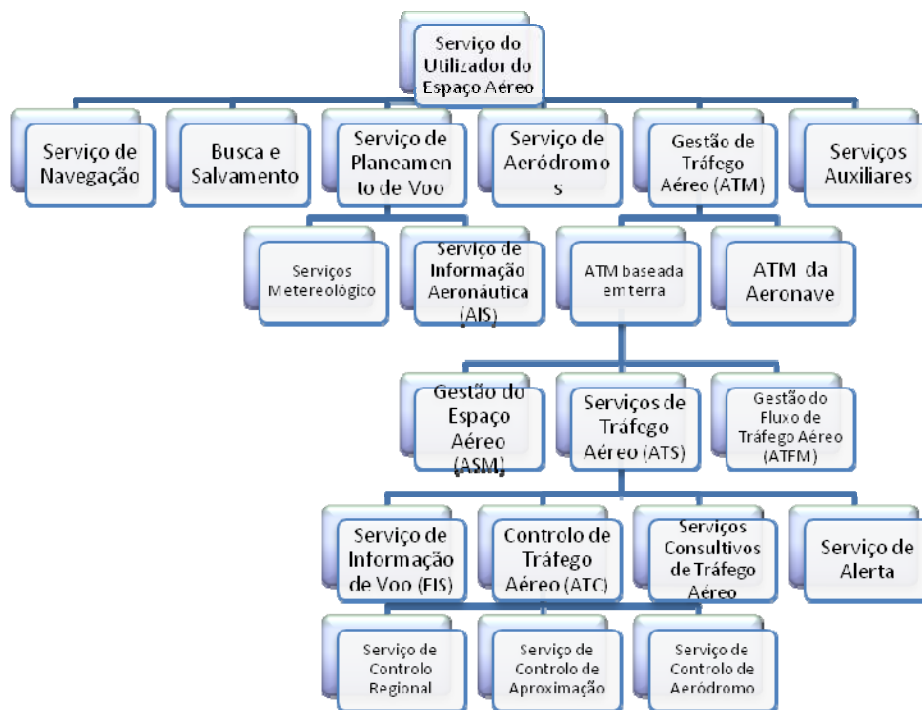 Serviço do
Utilizador do
Espaço Aéreo
Serviço de
Navegação
Busca e
Salvamento
Serviço de
Planeamen
to de Voo
Serviço de
Aeródromo
s
Gestão de
Tráfego
Aéreo (ATM)
Serviços
Auxiliares
Serviços
Metereológico
Serviço de
Informação
Aeronáutica
(AIS)
ATM baseada
em terra
ATM da
Aeronave
Gestão do
Espaço
Aéreo
(ASM)
Serviços de
Tráfego
Aéreo (ATS)
Gestão do
Fluxo de
Tráfego Aéreo
(ATFM)
Serviço de
Informação
de Voo (FIS)
Controlo de
Tráfego
Aéreo (ATC)
Serviços
Consultivos
de Tráfego
Aéreo
Serviço de
Alerta
Serviço de
Controlo
Regional
Serviço de
Controlo de
Aproximação
Serviço de
Controlo de
Aeródromo